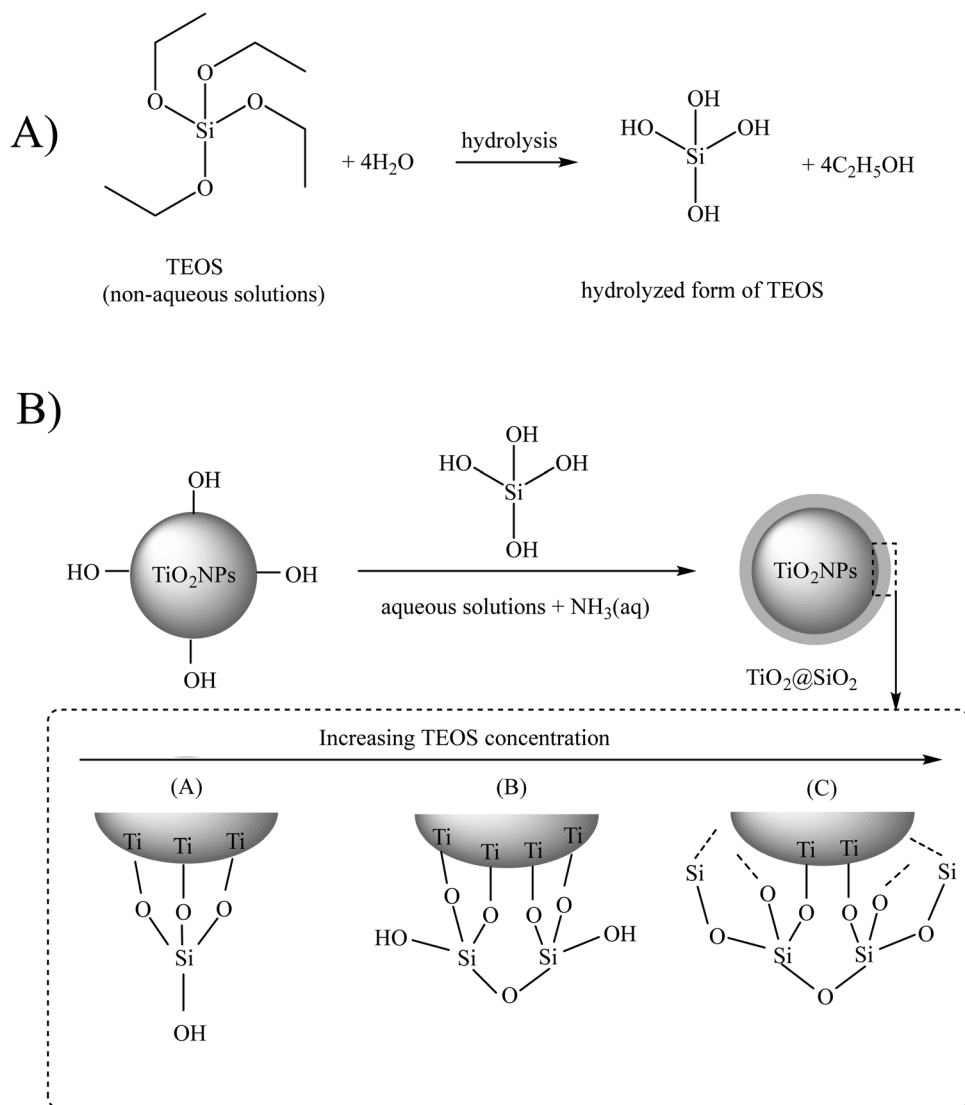 A)
O
O
O
Si
O
+ 4H₂O
hydrolysis
OH
HO
OH
Si
OH
+ 4C₂H₅OH
TEOS
(non-aqueous solutions)
hydrolyzed form of TEOS
B)
OH
HO
TiO₂NPs
OH
OH
OH
HO
OH
Si
OH
aqueous solutions + NH₃(aq)
TiO₂NPs
TiO₂@SiO₂
Increasing TEOS concentration
(A)
Ti Ti Ti
O O O
Si
OH
(B)
Ti Ti Ti Ti
O O O O
HO Si Si OH
O
(C)
Ti Ti
Si O O O O Si
O Si Si O
O